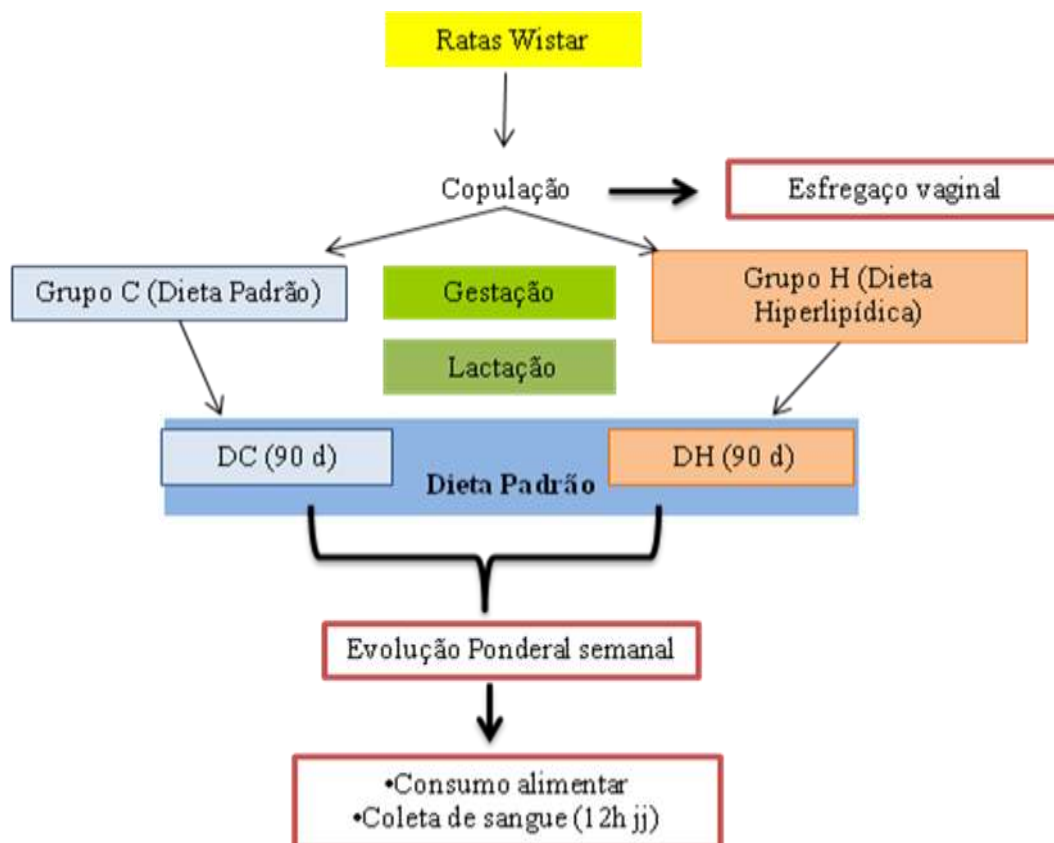 Ratas Wistar
Copulação
Esfregaço vaginal
Grupo C (Dieta Padrão)
Gestação
Grupo H (Dieta
Hiperlipídica)
Lactação
DC (90 d)
DH (90 d)
Dieta Padrão
Evolução Ponderal semanal
•Consumo alimentar
•Coleta de sangue (12h jj)